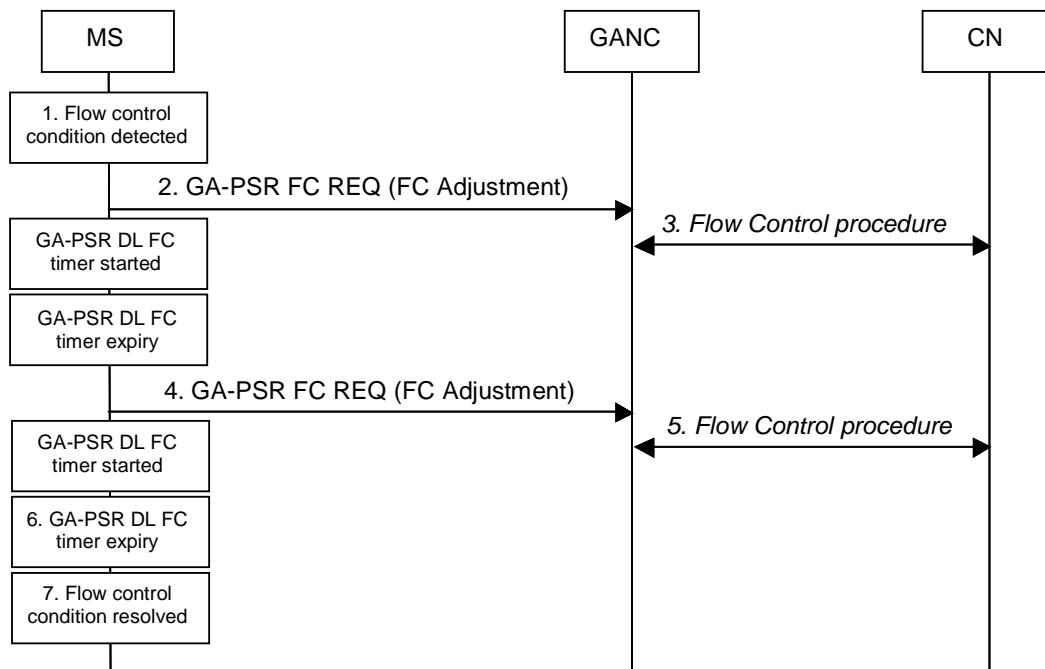 MS
GANC
CN
1. Flow control
condition detected
2. GA-PSR FC REQ (FC Adjustment)
GA-PSR DL FC
timer started
3. Flow Control procedure
GA-PSR DL FC
timer expiry
4. GA-PSR FC REQ (FC Adjustment)
GA-PSR DL FC
timer started
5. Flow Control procedure
6. GA-PSR DL FC
timer expiry
7. Flow control
condition resolved